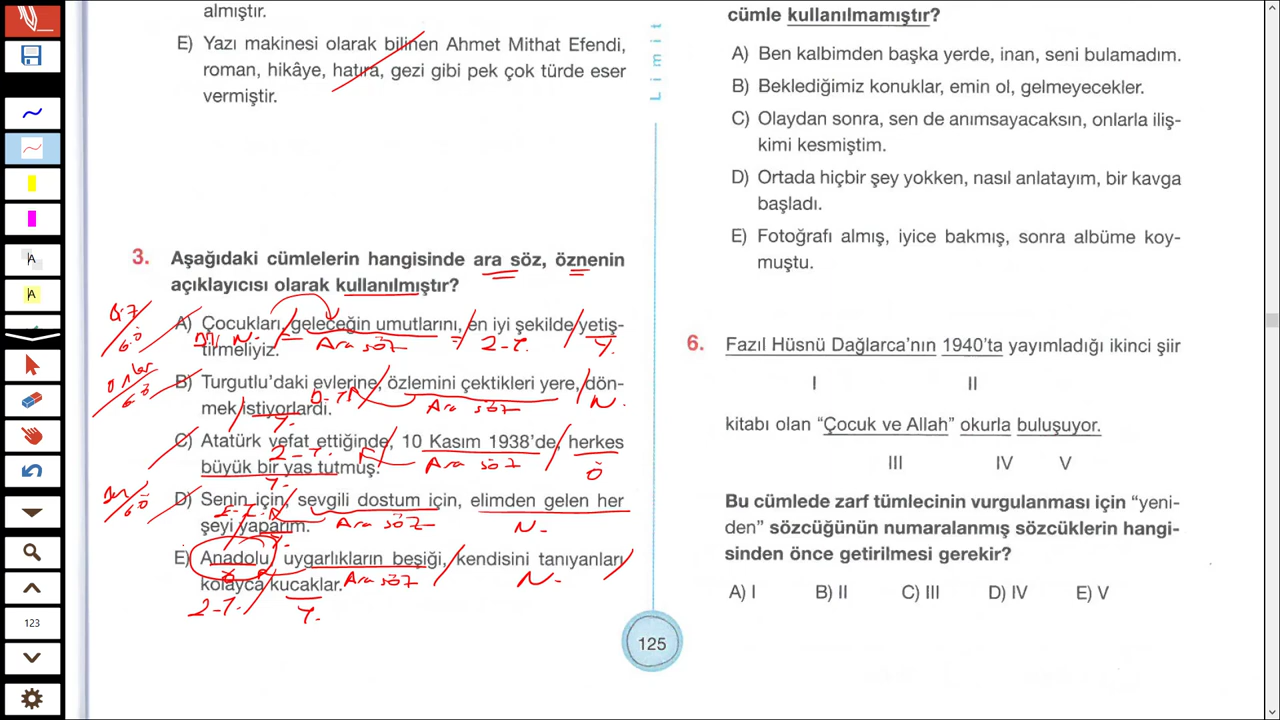 almıştır.
E) Yazı makinesi olarak bilinen Ahmet Mithat Efendi,
roman, hikâye, hatıra, gezi gibi pek çok türde eser
vermiştir.
3. Aşağıdaki cümlelerin hangisinde ara söz, öznenin
açıklayıcısı olarak kullanılmıştır?
A) Çocukları, geleceğin umutlarını, en iyi şekilde yetiş-
N. Ara söz Z.T. Y.
tirmeliyiz.
B) Turgutlu'daki evlerine, özlemini çektikleri yere, dön-
onlar
G.Ö
D.T. Ara söz N.
mek istiyorlardı.
Y.
C) Atatürk vefat ettiğinde, 10 Kasım 1938'de, herkes
Z.T. Ara söz Ö
büyük bir yas tutmuş.
Y.
D) Senin için, sevgili dostum için, elimden gelen her
Ben
G.Ö
Ara söz N.
şeyi yaparım.
E) Anadolu, uygarlıkların beşiği, kendisini tanıyanları
Ö Ara söz N.
kolayca kucaklar.
Z.T. Y.
Limit
125
cümle kullanılmamıştır?
A) Ben kalbimden başka yerde, inan, seni bulamadım.
B) Beklediğimiz konuklar, emin ol, gelmeyecekler.
C) Olaydan sonra, sen de anımsayacaksın, onlarla iliş-
kimi kesmiştim.
D) Ortada hiçbir şey yokken, nasıl anlatayım, bir kavga
başladı.
E) Fotoğrafı almış, iyice bakmış, sonra albüme koy-
muştu.
6. Fazıl Hüsnü Dağlarca'nın 1940'ta yayımladığı ikinci şiir
I II
kitabı olan “Çocuk ve Allah” okurla buluşuyor.
III IV V
Bu cümlede zarf tümlecinin vurgulanması için “yeni-
den” sözcüğünün numaralanmış sözcüklerin hangi-
sinden önce getirilmesi gerekir?
A) I B) II C) III D) IV E) V
A
A
123